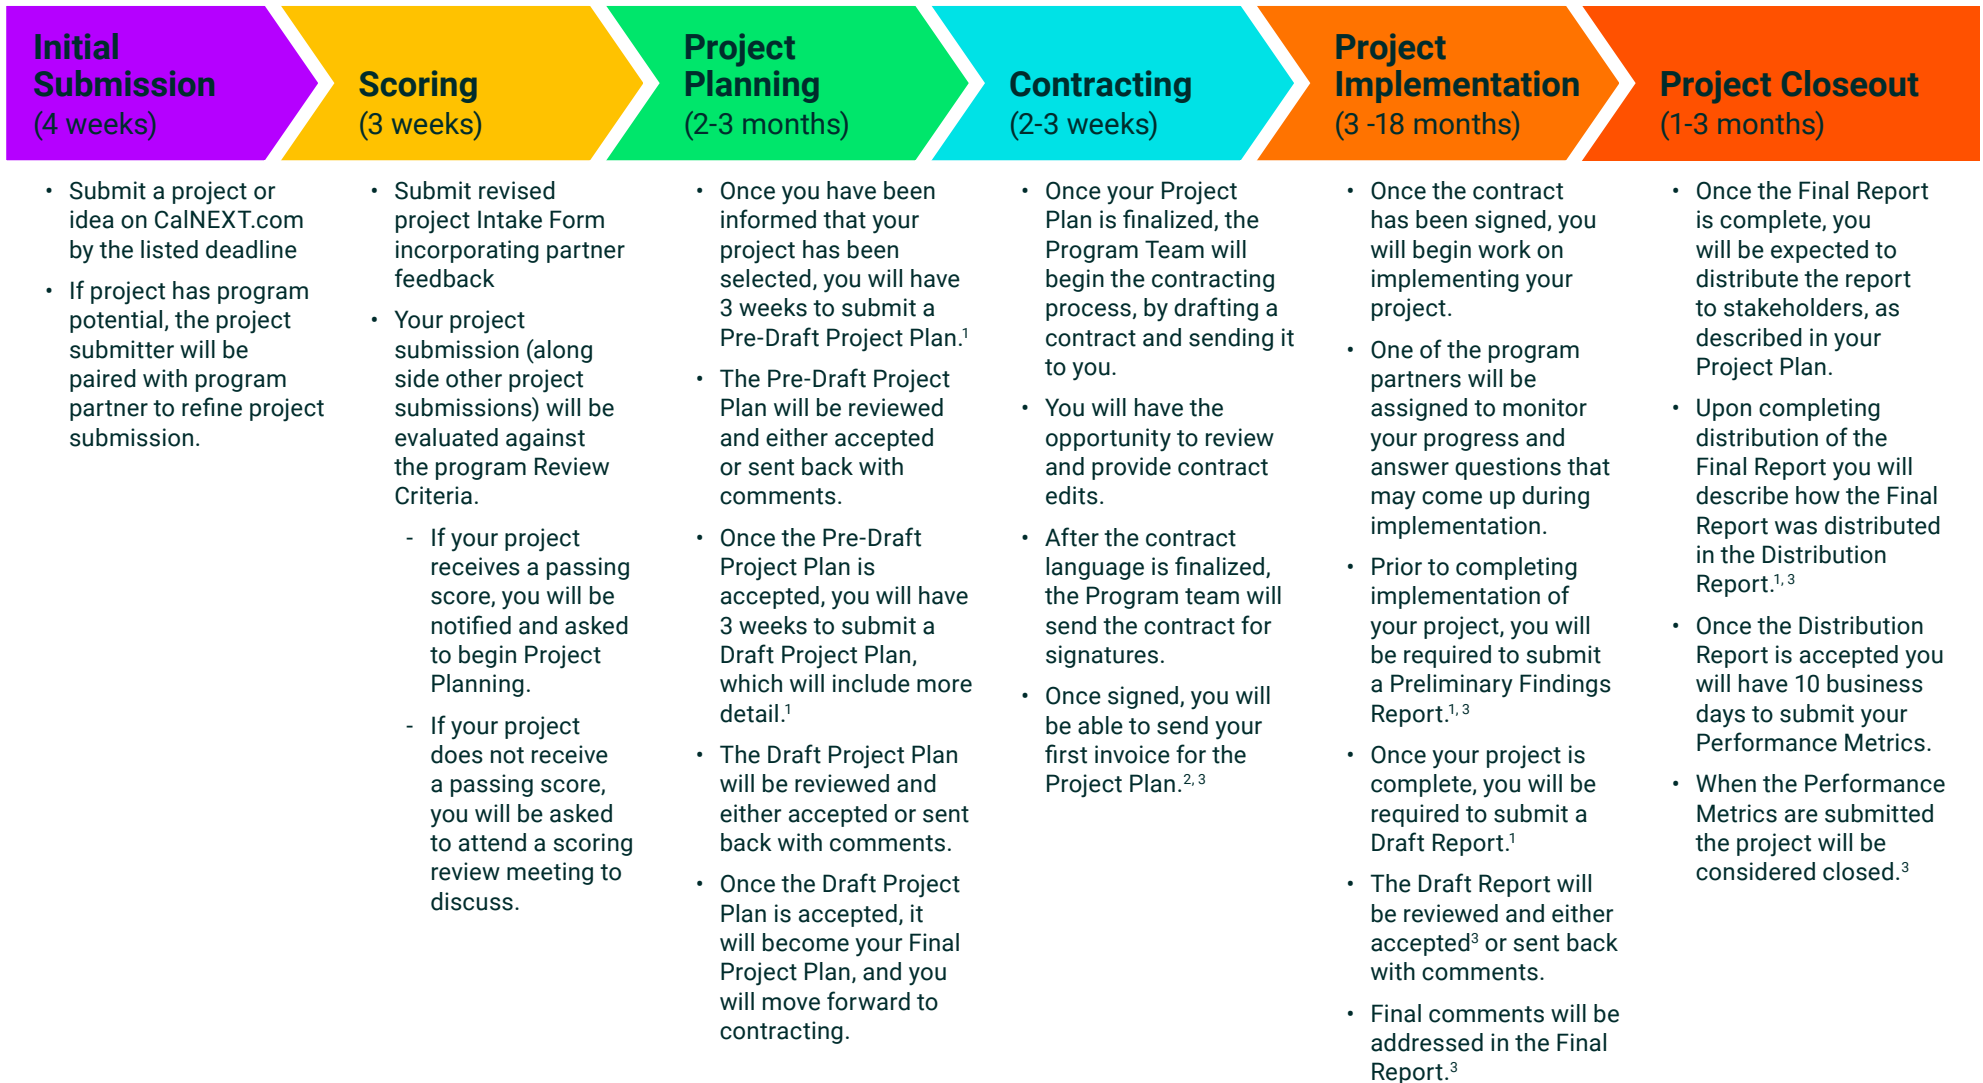 Initial
Submission
(4 weeks)
• Submit a project or
idea on CalNEXT.com
by the listed deadline
• If project has program
potential, the project
submitter will be
paired with program
partner to refine project
submission.
Scoring
(3 weeks)
• Submit revised
project Intake Form
incorporating partner
feedback
• Your project
submission (along
side other project
submissions) will be
evaluated against
the program Review
Criteria.
- If your project
receives a passing
score, you will be
notified and asked
to begin Project
Planning.
- If your project
does not receive
a passing score,
you will be asked
to attend a scoring
review meeting to
discuss.
Project
Planning
(2-3 months)
• Once you have been
informed that your
project has been
selected, you will have
3 weeks to submit a
Pre-Draft Project Plan.¹
• The Pre-Draft Project
Plan will be reviewed
and either accepted
or sent back with
comments.
• Once the Pre-Draft
Project Plan is
accepted, you will have
3 weeks to submit a
Draft Project Plan,
which will include more
detail.¹
• The Draft Project Plan
will be reviewed and
either accepted or sent
back with comments.
• Once the Draft Project
Plan is accepted, it
will become your Final
Project Plan, and you
will move forward to
contracting.
Contracting
(2-3 weeks)
• Once your Project
Plan is finalized, the
Program Team will
begin the contracting
process, by drafting a
contract and sending it
to you.
• You will have the
opportunity to review
and provide contract
edits.
• After the contract
language is finalized,
the Program team will
send the contract for
signatures.
• Once signed, you will
be able to send your
first invoice for the
Project Plan.²,³
Project
Implementation
(3 -18 months)
• Once the contract
has been signed, you
will begin work on
implementing your
project.
• One of the program
partners will be
assigned to monitor
your progress and
answer questions that
may come up during
implementation.
• Prior to completing
implementation of
your project, you will
be required to submit
a Preliminary Findings
Report.¹,³
• Once your project is
complete, you will be
required to submit a
Draft Report.¹
• The Draft Report will
be reviewed and either
accepted³ or sent back
with comments.
• Final comments will be
addressed in the Final
Report.³
Project Closeout
(1-3 months)
• Once the Final Report
is complete, you
will be expected to
distribute the report
to stakeholders, as
described in your
Project Plan.
• Upon completing
distribution of the
Final Report you will
describe how the Final
Report was distributed
in the Distribution
Report.¹,³
• Once the Distribution
Report is accepted you
will have 10 business
days to submit your
Performance Metrics.
• When the Performance
Metrics are submitted
the project will be
considered closed.³